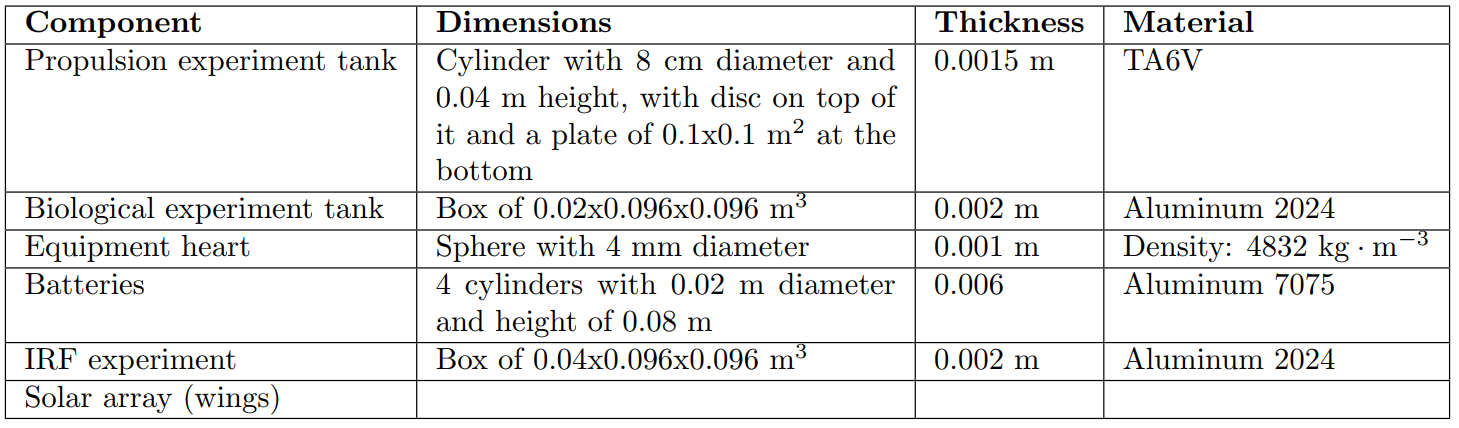 Component Dimensions Thickness Material
Propulsion experiment tank Cylinder with 8 cm diameter and 0.0015 m TA6V
0.04 m height, with disc on top of
it and a plate of 0.1x0.1 m² at the
bottom
Biological experiment tank Box of 0.02x0.096x0.096 m³ 0.002 m Aluminum 2024
Equipment heart Sphere with 4 mm diameter 0.001 m Density: 4832 kg · m⁻³
Batteries 4 cylinders with 0.02 m diameter 0.006 Aluminum 7075
and height of 0.08 m
IRF experiment Box of 0.04x0.096x0.096 m³ 0.002 m Aluminum 2024
Solar array (wings)